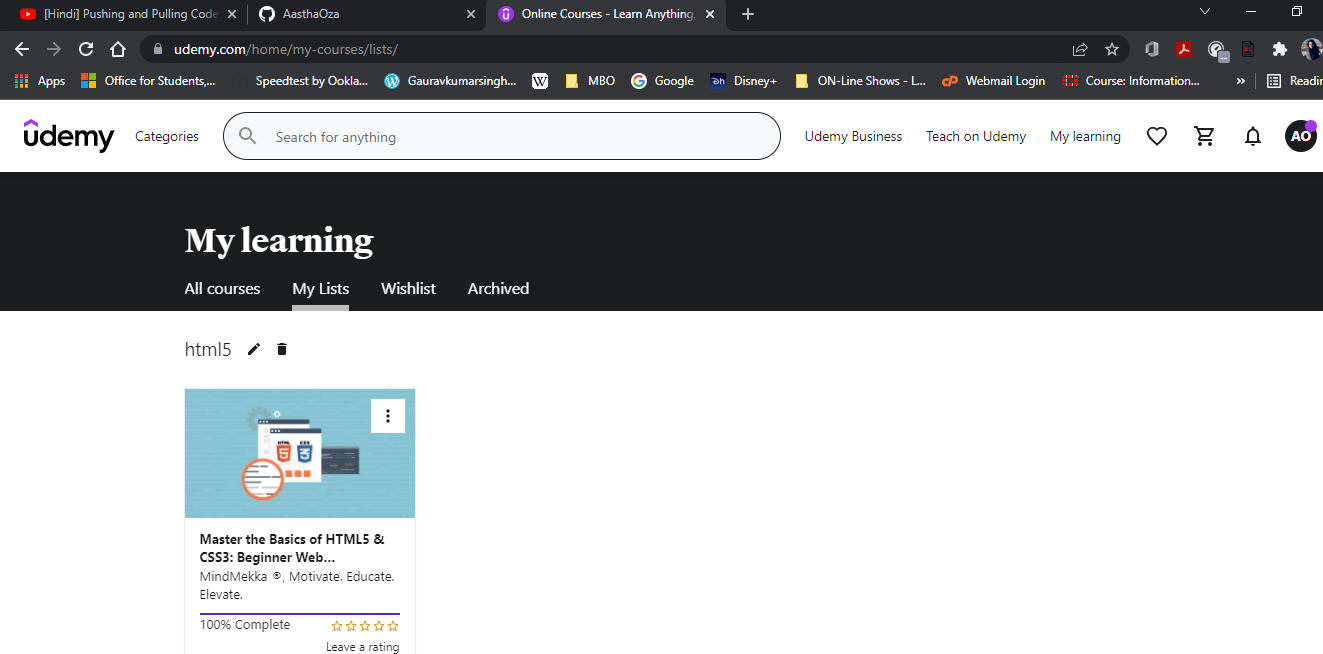 [Hindi] Pushing and Pulling Code
AasthaOza
Online Courses - Learn Anything,
udemy.com/home/my-courses/lists/
Apps
Office for Students,...
Speedtest by Ookla...
Gauravkumarsingh...
W
MBO
Google
Disney+
ON-Line Shows - L...
Webmail Login
Course: Information...
»
Readin
udemy
Categories
Search for anything
Udemy Business
Teach on Udemy
My learning
AO
My learning
All courses
My Lists
Wishlist
Archived
html5
HTML
5
CSS
3
Master the Basics of HTML5 &
CSS3: Beginner Web...
MindMekka ®, Motivate. Educate.
Elevate.
100% Complete
Leave a rating